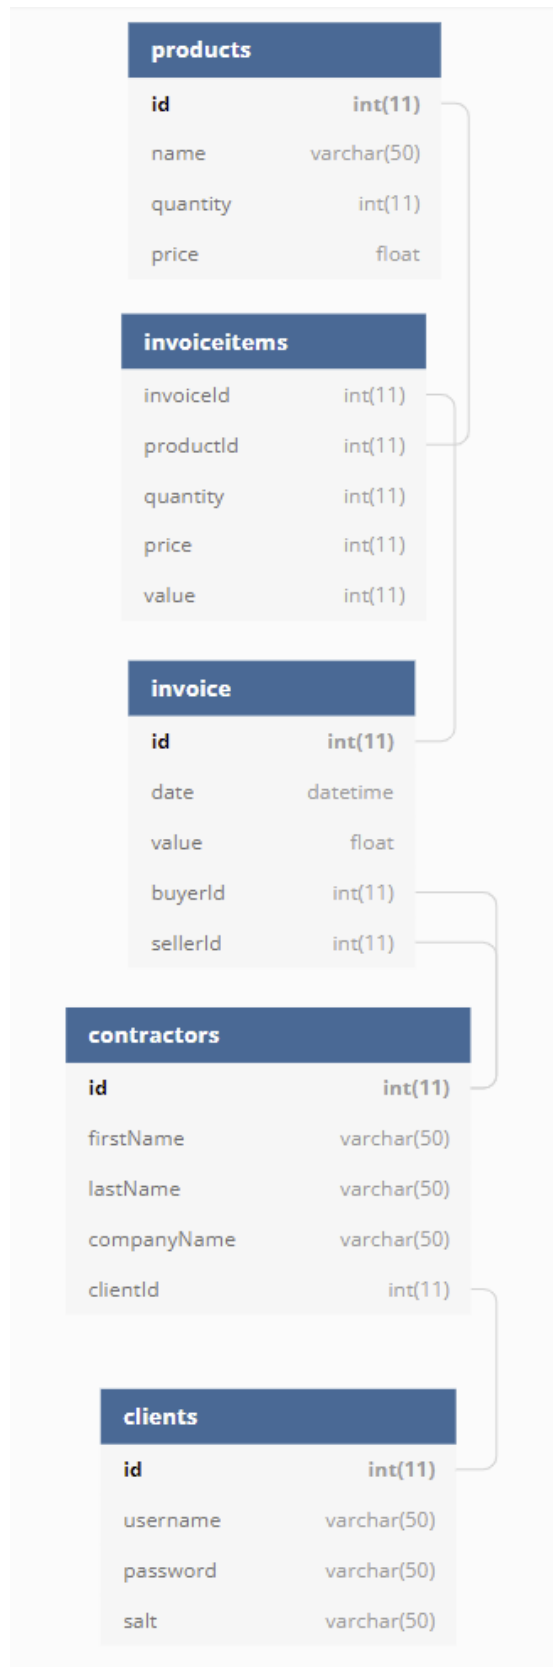 products
id int(11)
name varchar(50)
quantity int(11)
price float
invoiceitems
invoiceId int(11)
productId int(11)
quantity int(11)
price int(11)
value int(11)
invoice
id int(11)
date datetime
value float
buyerId int(11)
sellerId int(11)
contractors
id int(11)
firstName varchar(50)
lastName varchar(50)
companyName varchar(50)
clientId int(11)
clients
id int(11)
username varchar(50)
password varchar(50)
salt varchar(50)